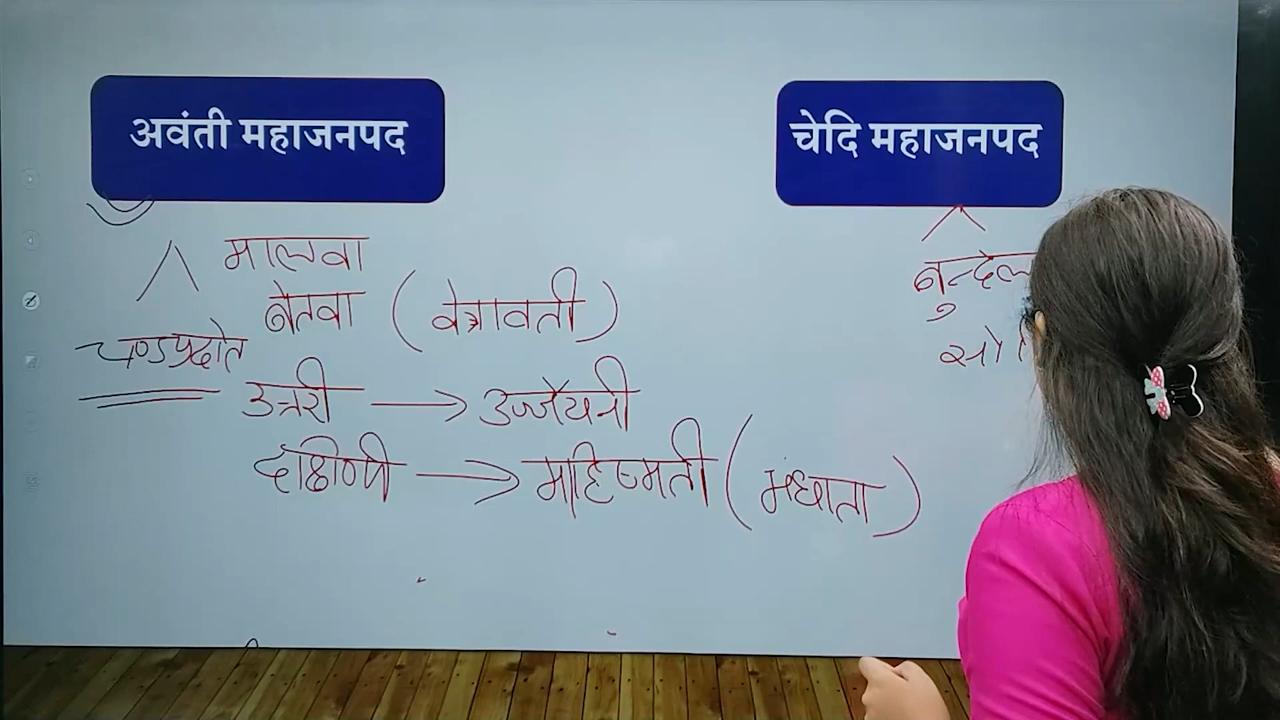 अवंती महाजनपद
मालवा
बेतवा (वेत्रावती)
चण्डप्रद्योत
उत्तरी → उज्जैयनी
दक्षिणी → माहिष्मती (मंधाता)
चेदि महाजनपद